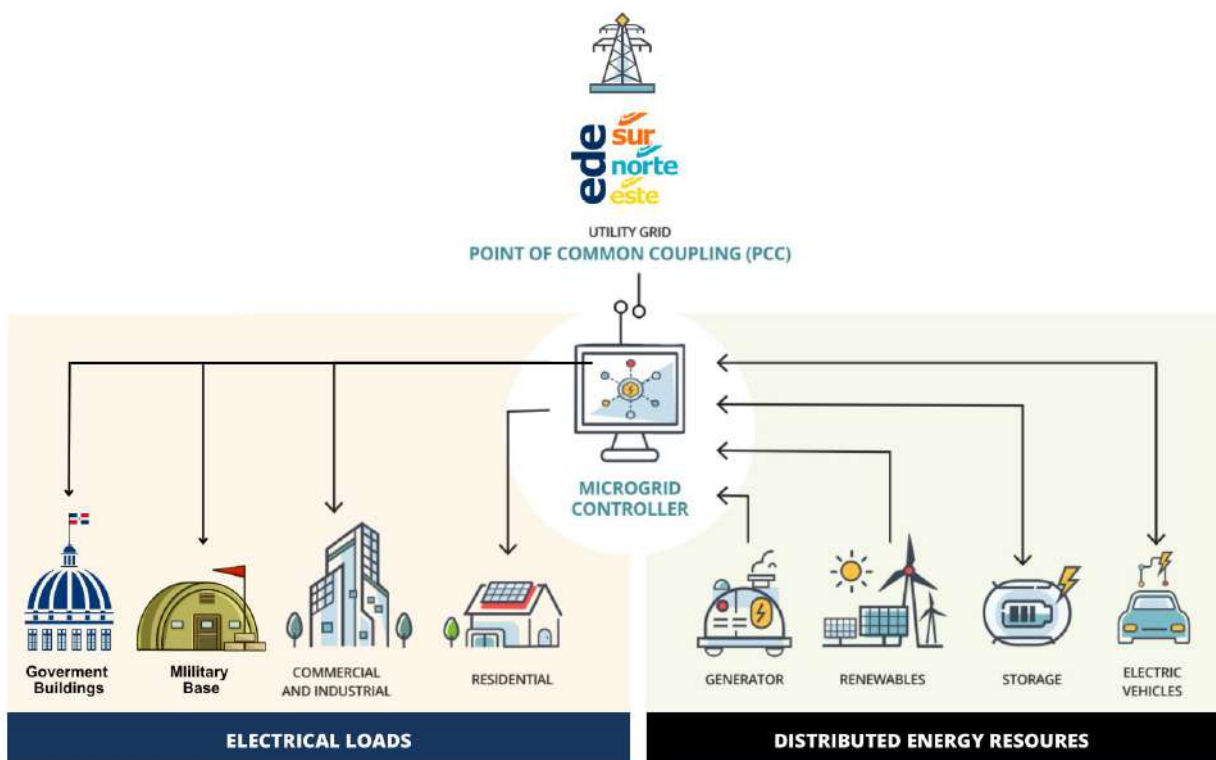 ede
sur
norte
este
UTILITY GRID
POINT OF COMMON COUPLING (PCC)
MICROGRID
CONTROLLER
Goverment
Buildings
MIilitary
Base
COMMERCIAL
AND INDUSTRIAL
RESIDENTIAL
GENERATOR
RENEWABLES
STORAGE
ELECTRIC
VEHICLES
ELECTRICAL LOADS
DISTRIBUTED ENERGY RESOURES